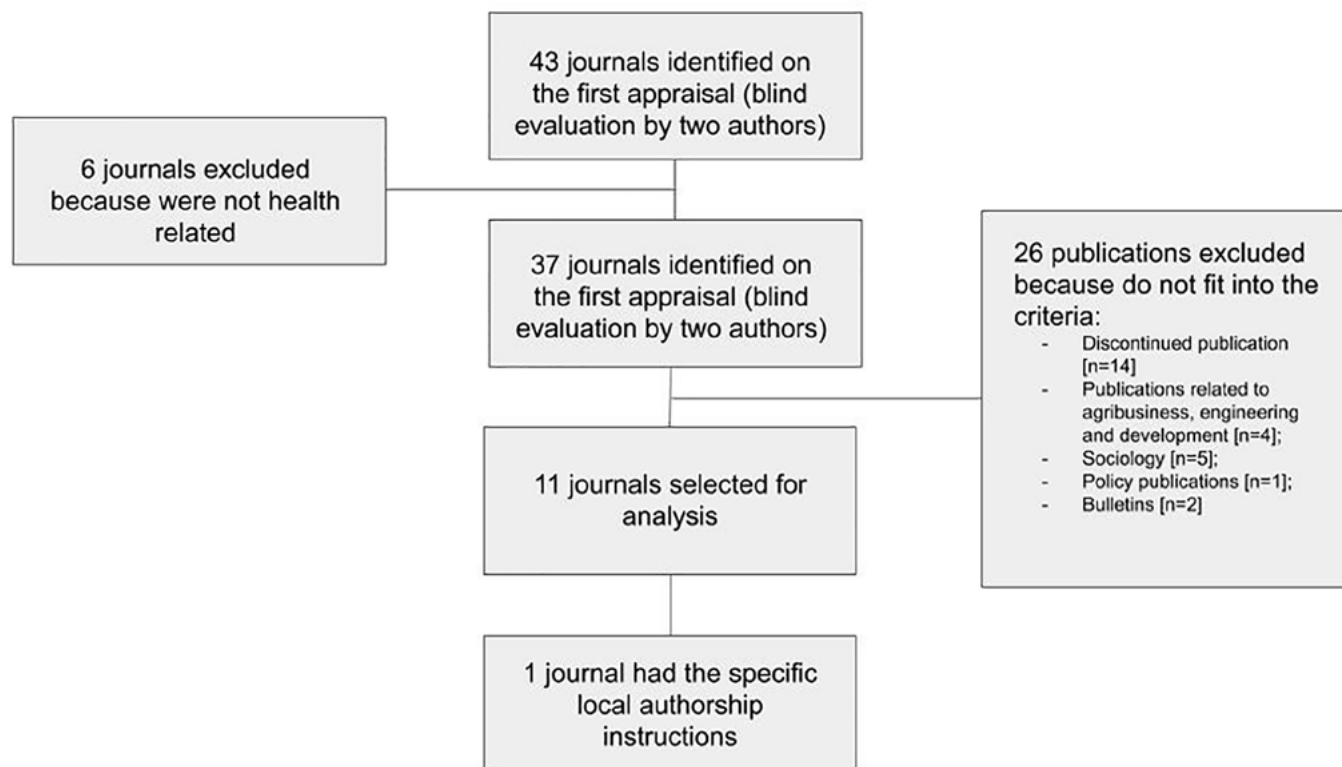 43 journals identified on
the first appraisal (blind
evaluation by two authors)
6 journals excluded
because were not health
related
37 journals identified on
the first appraisal (blind
evaluation by two authors)
26 publications excluded
because do not fit into the
criteria:
- Discontinued publication
[n=14]
- Publications related to
agribusiness, engineering
and development [n=4];
- Sociology [n=5];
- Policy publications [n=1];
- Bulletins [n=2]
11 journals selected for
analysis
1 journal had the specific
local authorship
instructions